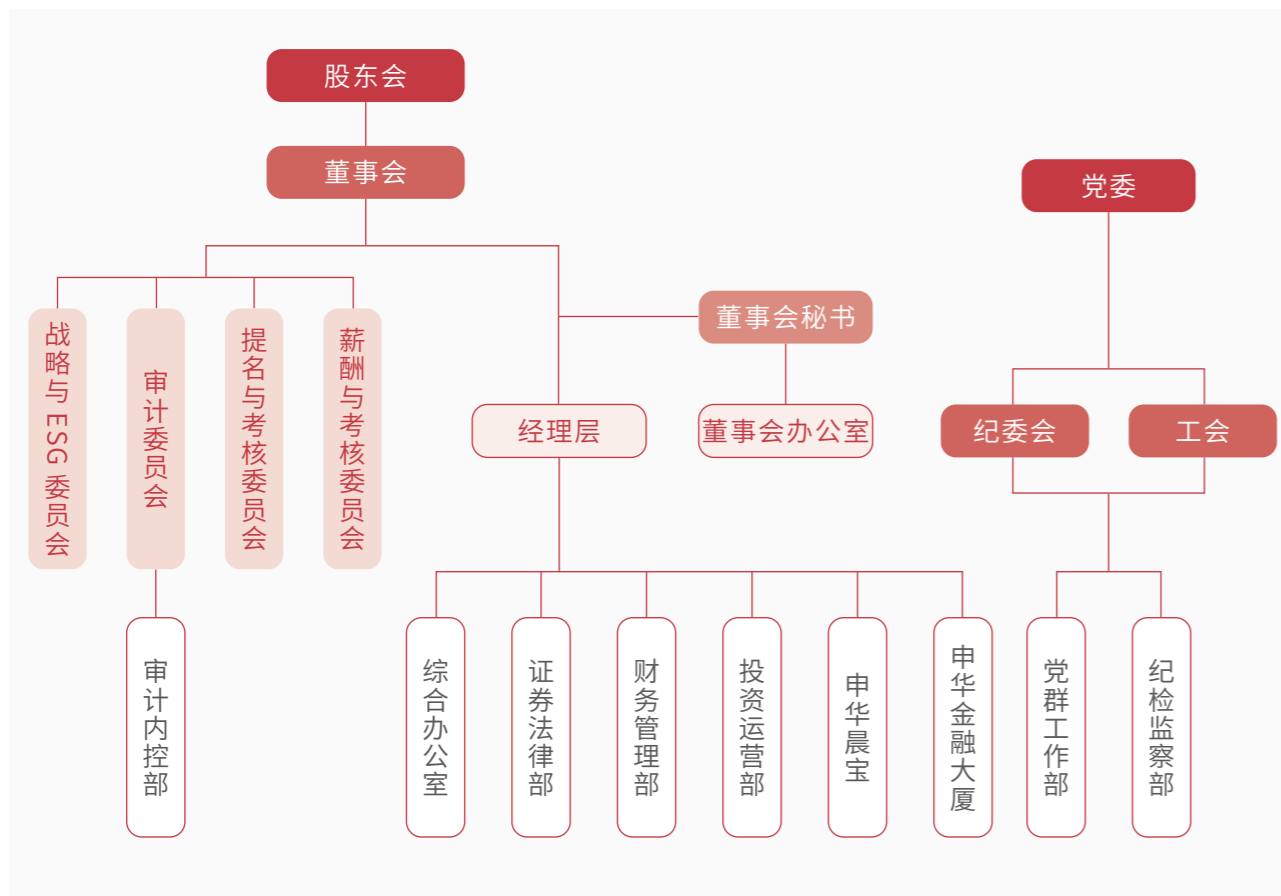 股东会
董事会
党委
董事会秘书
战略与 ESG 委员会
审计委员会
提名与考核委员会
薪酬与考核委员会
经理层
董事会办公室
纪委会
工会
审计内控部
综合办公室
证券法律部
财务管理部
投资运营部
申华晨宝
申华金融大厦
党群工作部
纪检监察部